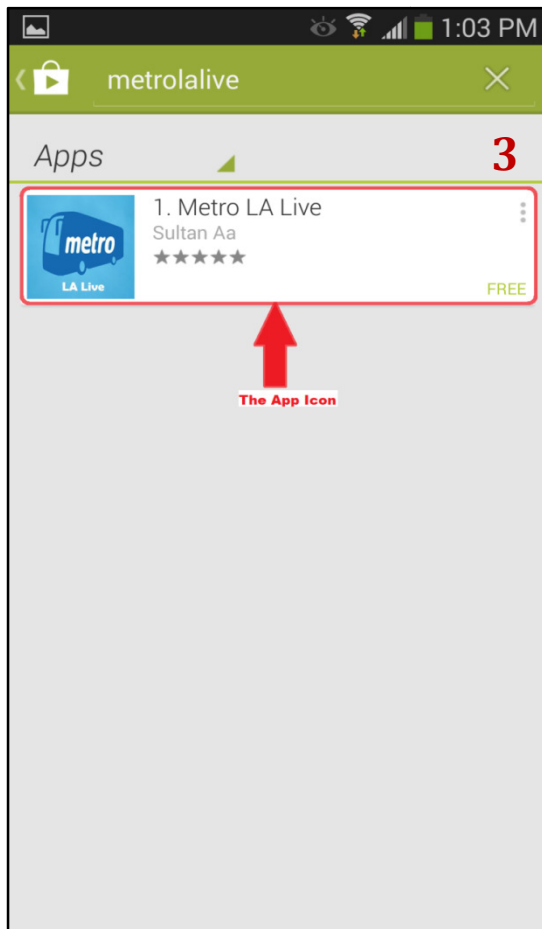 1:03 PM
metrolalive
Apps
3
1. Metro LA Live
Sultan Aa
metro
LA Live
FREE
The App Icon